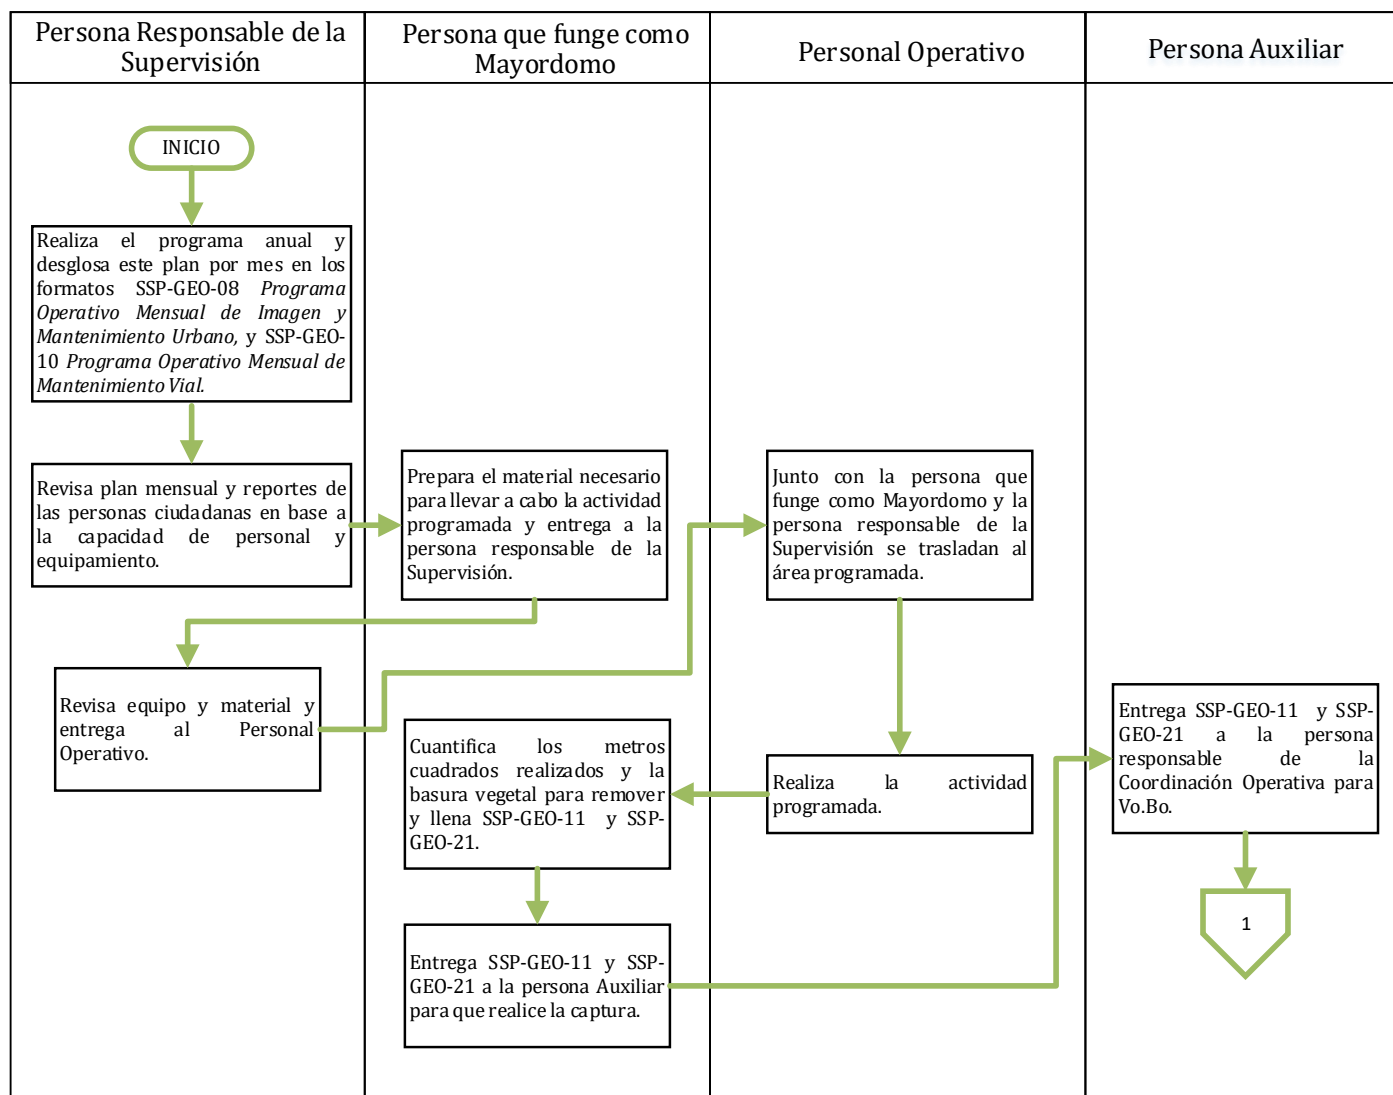 Persona Responsable de la
Supervisión
Persona que funge como
Mayordomo
Personal Operativo
Persona Auxiliar
INICIO
Realiza el programa anual y
desglosa este plan por mes en los
formatos SSP-GEO-08 Programa
Operativo Mensual de Imagen y
Mantenimiento Urbano, y SSP-GEO-
10 Programa Operativo Mensual de
Mantenimiento Vial.
Revisa plan mensual y reportes de
las personas ciudadanas en base a
la capacidad de personal y
equipamiento.
Prepara el material necesario
para llevar a cabo la actividad
programada y entrega a la
persona responsable de la
Supervisión.
Revisa equipo y material y
entrega al Personal
Operativo.
Junto con la persona que
funge como Mayordomo y la
persona responsable de la
Supervisión se trasladan al
área programada.
Realiza la actividad
programada.
Cuantifica los metros
cuadrados realizados y la
basura vegetal para remover
y llena SSP-GEO-11 y SSP-
GEO-21.
Entrega SSP-GEO-11 y SSP-
GEO-21 a la persona Auxiliar
para que realice la captura.
Entrega SSP-GEO-11 y SSP-
GEO-21 a la persona
responsable de la
Coordinación Operativa para
Vo.Bo.
1